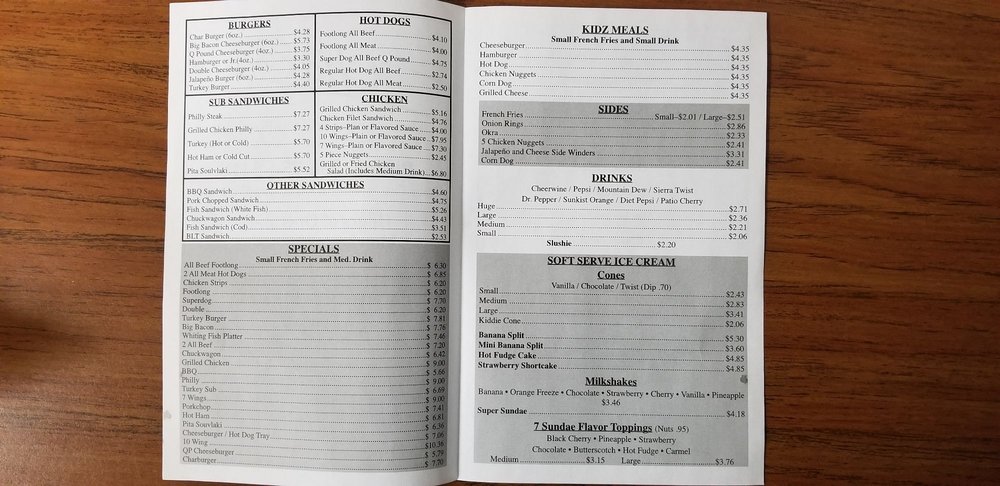 BURGERS
Char Burger (6oz.) $4.28
Big Bacon Cheeseburger (6oz.) $5.73
Q Pound Cheeseburger (4oz.) $3.75
Hamburger or Jr.(4oz.) $3.30
Double Cheeseburger (4oz.) $4.05
Jalapeño Burger (6oz.) $4.28
Turkey Burger $4.40
HOT DOGS
Footlong All Beef $4.10
Footlong All Meat $4.00
Super Dog All Beef Q Pound $4.75
Regular Hot Dog All Beef $2.74
Regular Hot Dog All Meat $2.50
SUB SANDWICHES
Philly Steak $7.27
Grilled Chicken Philly $7.27
Turkey (Hot or Cold) $5.70
Hot Ham or Cold Cut $5.70
Pita Souvlaki $5.52
CHICKEN
Grilled Chicken Sandwich $5.16
Chicken Filet Sandwich $4.76
4 Strips–Plan or Flavored Sauce $4.00
10 Wings–Plain or Flavored Sauce $7.95
7 Wings–Plain or Flavored Sauce $7.30
5 Piece Nuggets $2.45
Grilled or Fried Chicken
Salad (Includes Medium Drink) $6.80
OTHER SANDWICHES
BBQ Sandwich $4.60
Pork Chopped Sandwich $4.75
Fish Sandwich (White Fish) $5.26
Chuckwagon Sandwich $4.43
Fish Sandwich (Cod) $3.51
BLT Sandwich $2.53
SPECIALS
Small French Fries and Med. Drink
All Beef Footlong $ 6.30
2 All Meat Hot Dogs $ 6.85
Chicken Strips $ 6.20
Footlong $ 6.20
Superdog $ 7.70
Double $ 6.20
Turkey Burger $ 7.81
Big Bacon $ 7.76
Whiting Fish Platter $ 7.46
2 All Beef $ 7.20
Chuckwagon $ 6.42
Grilled Chicken $ 9.00
BBQ $ 5.66
Philly $ 9.00
Turkey Sub $ 6.69
7 Wings $ 9.00
Porkchop $ 7.41
Hot Ham $ 6.81
Pita Souvlaki $ 6.36
Cheeseburger / Hot Dog Tray $ 7.06
10 Wing $10.36
QP Cheeseburger $ 5.79
Charburger $ 7.70
KIDZ MEALS
Small French Fries and Small Drink
Cheeseburger $4.35
Hamburger $4.35
Hot Dog $4.35
Chicken Nuggets $4.35
Corn Dog $4.35
Grilled Cheese $4.35
SIDES
French Fries Small–$2.01 / Large–$2.51
Onion Rings $2.86
Okra $2.33
5 Chicken Nuggets $2.41
Jalapeño and Cheese Side Winders $3.31
Corn Dog $2.41
DRINKS
Cheerwine / Pepsi / Mountain Dew / Sierra Twist
Dr. Pepper / Sunkist Orange / Diet Pepsi / Patio Cherry
Huge $2.71
Large $2.36
Medium $2.21
Small $2.06
Slushie $2.20
SOFT SERVE ICE CREAM
Cones
Vanilla / Chocolate / Twist (Dip .70)
Small $2.43
Medium $2.83
Large $3.41
Kiddie Cone $2.06
Banana Split $5.30
Mini Banana Split $3.60
Hot Fudge Cake $4.85
Strawberry Shortcake $4.85
Milkshakes
Banana • Orange Freeze • Chocolate • Strawberry • Cherry • Vanilla • Pineapple
$3.46
Super Sundae $4.18
7 Sundae Flavor Toppings (Nuts .95)
Black Cherry • Pineapple • Strawberry
Chocolate • Butterscotch • Hot Fudge • Carmel
Medium $3.15 Large $3.76